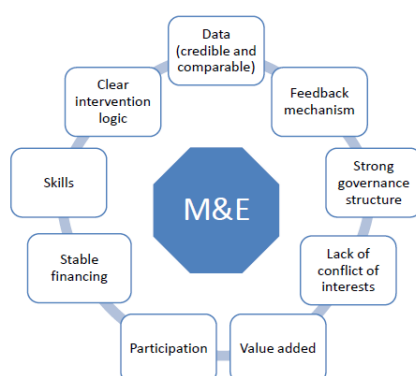 Data
(credible and
comparable)
Feedback
mechanism
Strong
governance
structure
Lack of
conflict of
interests
Value added
Participation
Stable
financing
Skills
Clear
intervention
logic
M&E